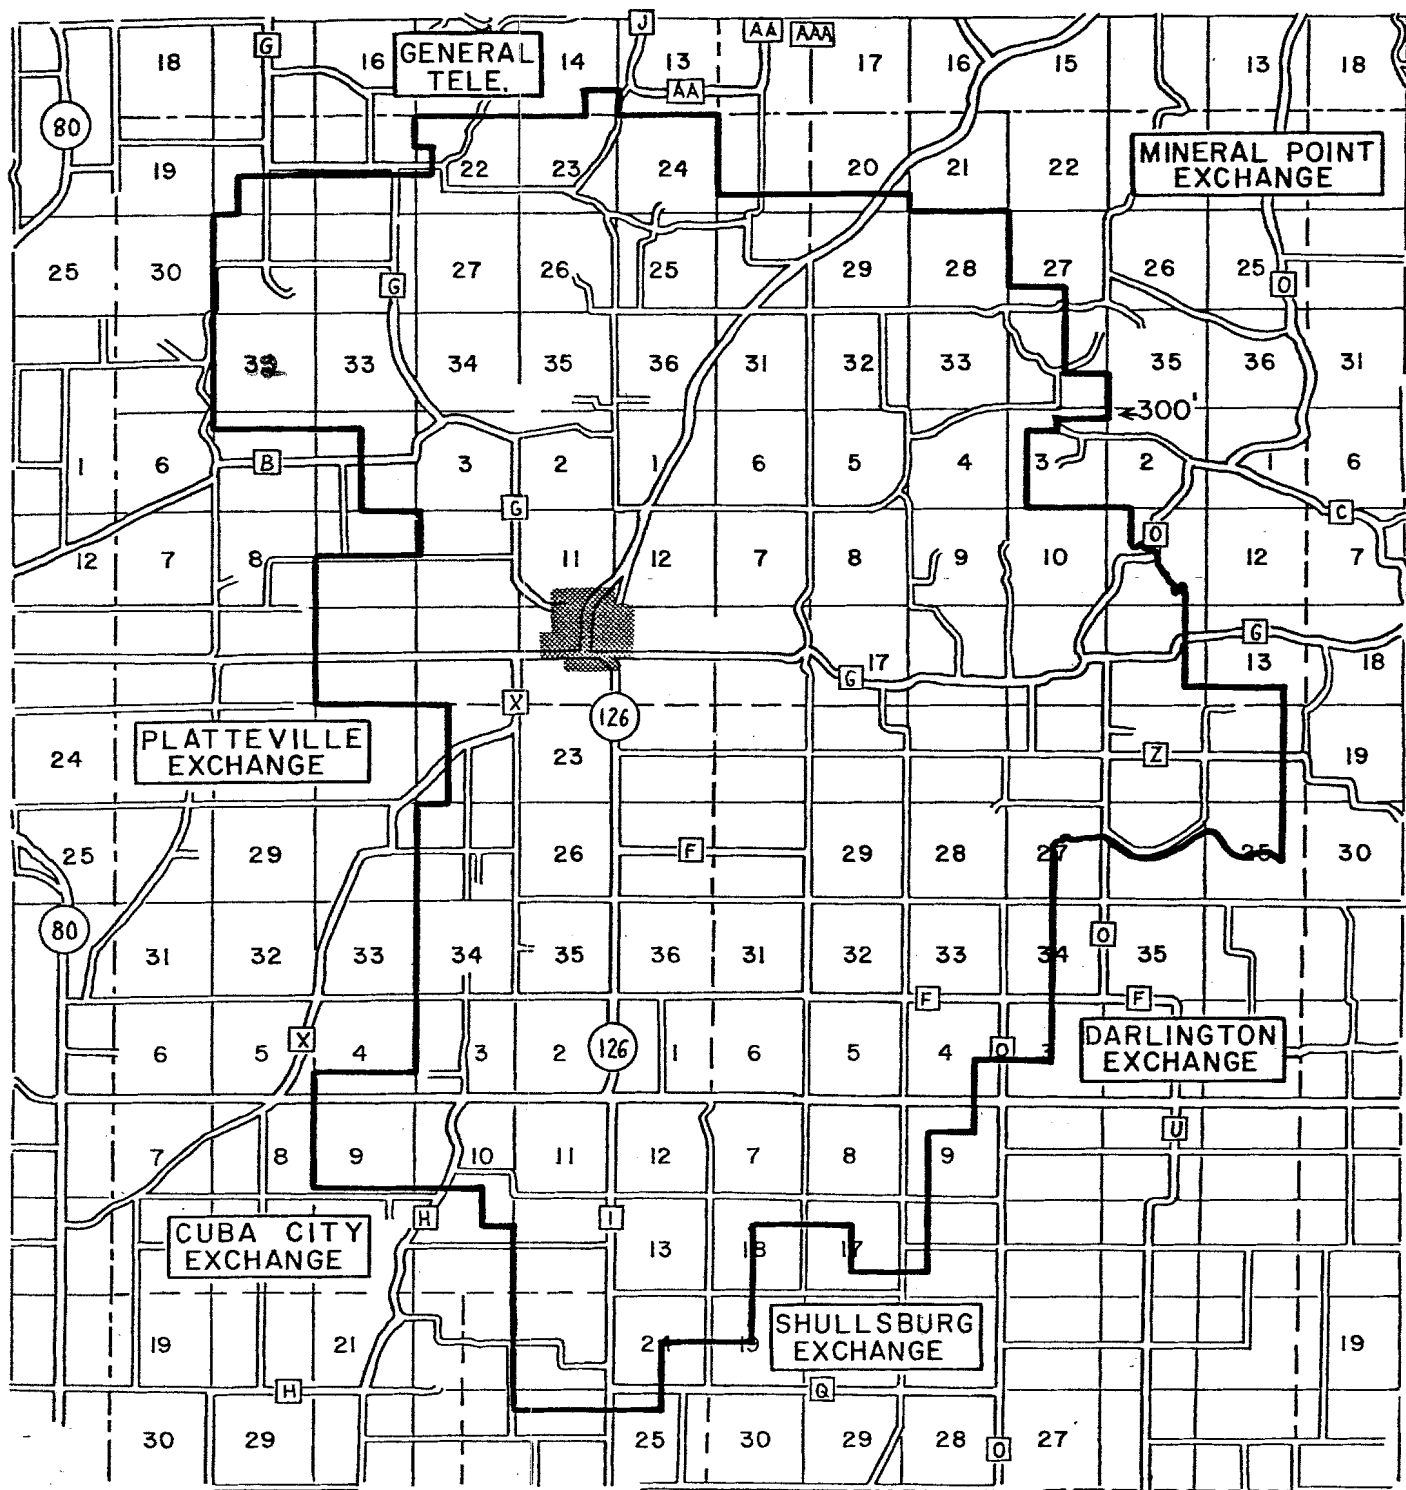 J AA AAA
G
18 16 GENERAL 14 13 17 16 15 13 18
TELE.
AA
80
MINERAL POINT
EXCHANGE
19 22 23 24 20 21 22
25 30 27 26 25 29 28 27 26 25
G O
33 34 35 36 31 32 33 35 36 31
300'
B
1 6 3 2 1 6 5 4 3 2 1 6
G C
O
12 7 8 11 12 7 8 9 10 12 7
G
17 13 18
G
X 126
PLATTEVILLE
EXCHANGE
24 23 Z 19
25 29 26 F 29 28 27 25 30
80 O
31 32 33 34 35 36 31 32 33 34 35
F F
DARLINGTON
EXCHANGE
X 126 O
6 5 4 3 2 1 6 5 4 3
U
7 8 9 10 11 12 7 8 9
H I
CUBA CITY
EXCHANGE
13 18 17
SHULLSBURG
EXCHANGE
19 21 19 19
H Q
30 29 25 30 29 28 27
O